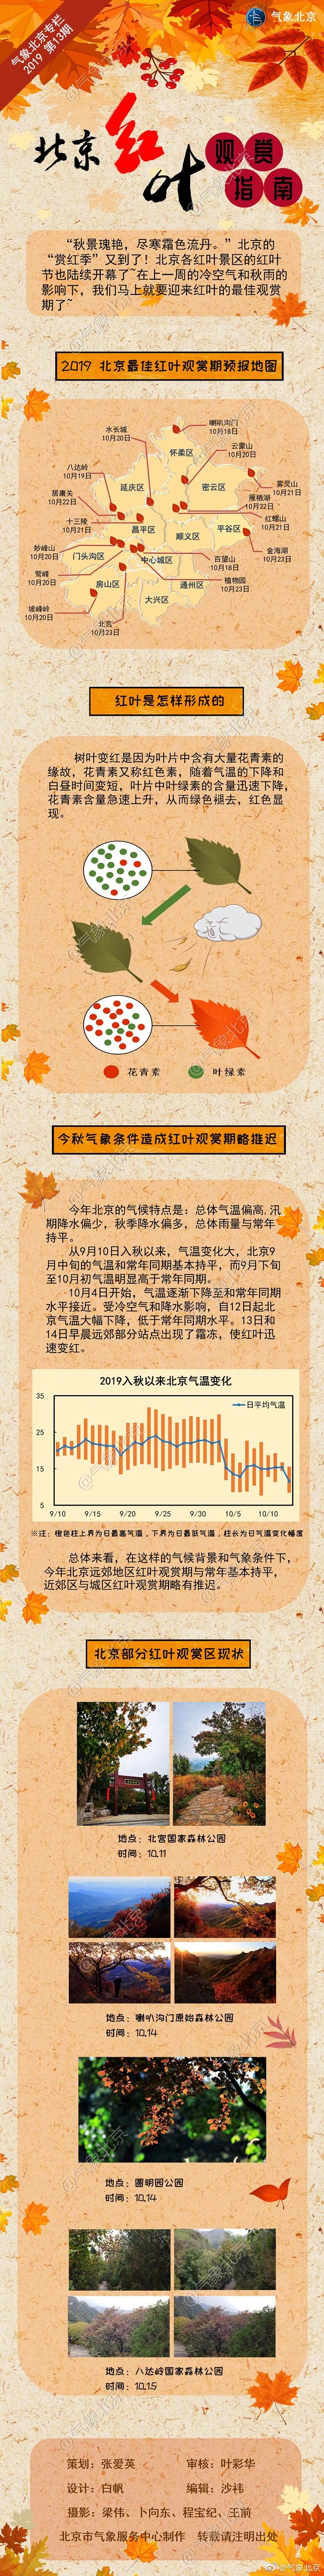 气象北京
气象北京专栏
2019 第13期
北京红叶
观赏
指南
“秋景瑰艳，尽寒霜色流丹。”北京的
“赏红季”又到了！北京各红叶景区的红叶
节也陆续开幕了~在上一周的冷空气和秋雨的
影响下，我们马上就要迎来红叶的最佳观赏
期了~
2019 北京最佳红叶观赏期预报地图
喇叭沟门
10月18日
水长城
10月20日
云蒙山
10月20日
八达岭
10月19日
雾灵山
10月21日
居庸关
10月22日
雁栖湖
10月22日
十三陵
10月21日
红螺山
10月21日
妙峰山
10月20日
金海湖
10月23日
鹫峰
10月20日
百望山
10月18日
植物园
10月23日
坡峰岭
10月20日
北宫
10月23日
怀柔区
延庆区
密云区
昌平区
顺义区
平谷区
门头沟区
中心城区
房山区
通州区
大兴区
红叶是怎样形成的
树叶变红是因为叶片中含有大量花青素的
缘故，花青素又称红色素，随着气温的下降和
白昼时间变短，叶片中叶绿素的含量迅速下降，
花青素含量急速上升，从而绿色褪去，红色显
现。
花青素
叶绿素
今秋气象条件造成红叶观赏期略推迟
今年北京的气候特点是：总体气温偏高,汛
期降水偏少，秋季降水偏多，总体雨量与常年
持平。
从9月10日入秋以来，气温变化大，北京9
月中旬的气温和常年同期基本持平，而9月下旬
至10月初气温明显高于常年同期。
10月4日开始，气温逐渐下降至和常年同期
水平接近。受冷空气和降水影响，自12日起北
京气温大幅下降，低于常年同期水平。13日和
14日早晨远郊部分站点出现了霜冻，使红叶迅
速变红。
2019入秋以来北京气温变化
日平均气温
35
25
15
5
9/10 9/15 9/20 9/25 9/30 10/5 10/10
※注：橙色柱上界为日最高气温，下界为日最低气温，柱长为日气温变化幅度
总体来看，在这样的气候背景和气象条件下，
今年北京远郊地区红叶观赏期与常年基本持平，
近郊区与城区红叶观赏期略有推迟。
北京部分红叶观赏区现状
地点：北宫国家森林公园
时间：10.11
地点：喇叭沟门原始森林公园
时间：10.14
地点：圆明园公园
时间：10.14
地点：八达岭国家森林公园
时间：10.15
策划：张爱英 审核：叶彩华
设计：白帆 编辑：沙祎
摄影：梁伟、卜向东、程宝纪、王前
北京市气象服务中心制作 转载请注明出处
@气象北京